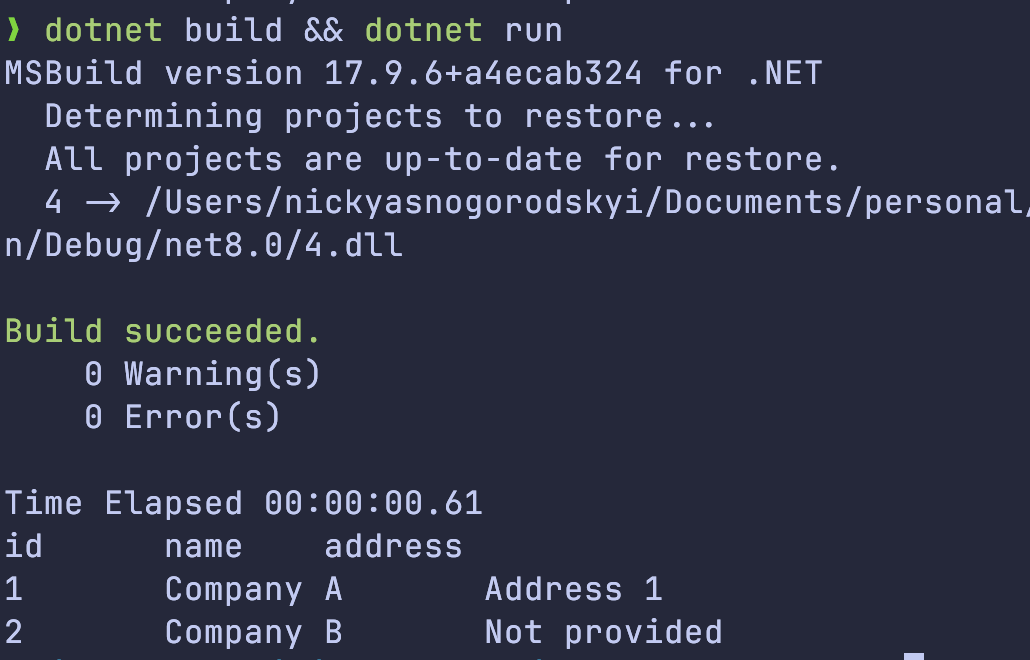 ❯ dotnet build && dotnet run
MSBuild version 17.9.6+a4ecab324 for .NET
  Determining projects to restore...
  All projects are up-to-date for restore.
  4 -> /Users/nickyasnogorodskyi/Documents/personal/
n/Debug/net8.0/4.dll
Build succeeded.
    0 Warning(s)
    0 Error(s)
Time Elapsed 00:00:00.61
id      name    address
1       Company A       Address 1
2       Company B       Not provided